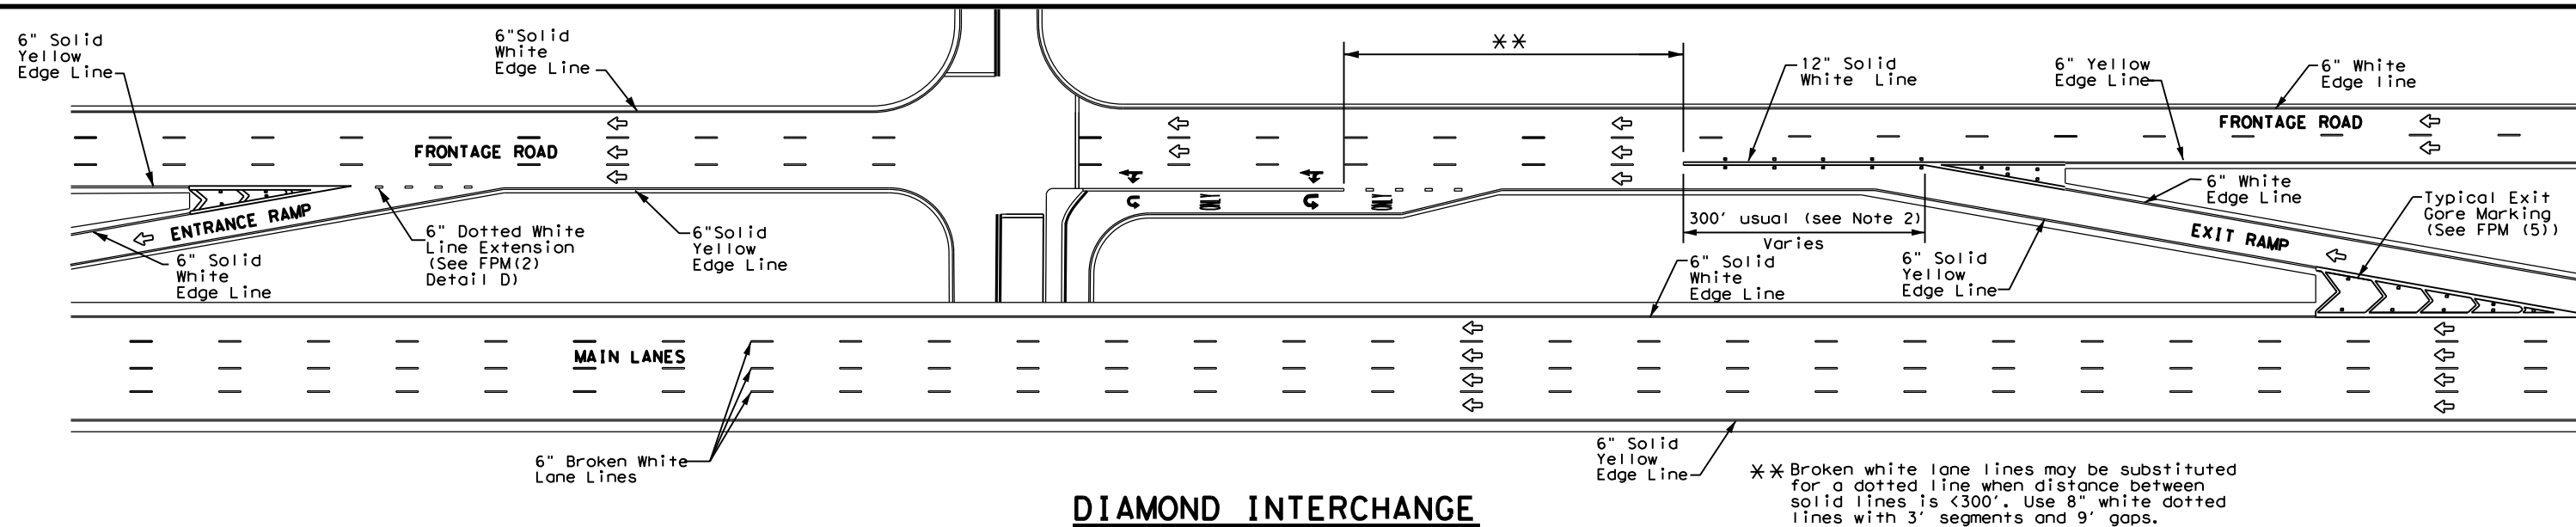 6" Solid
Yellow
Edge Line
6"Solid
White
Edge Line
**
12" Solid
White Line
6" Yellow
Edge Line
6" White
Edge line
FRONTAGE ROAD
FRONTAGE ROAD
ENTRANCE RAMP
6" Solid
White
Edge Line
6" Dotted White
Line Extension
(See FPM(2)
Detail D)
6"Solid
Yellow
Edge Line
ONLY
ONLY
300' usual (see Note 2)
Varies
6" Solid
White
Edge Line
6" Solid
Yellow
Edge Line
6" White
Edge Line
EXIT RAMP
Typical Exit
Gore Marking
(See FPM (5))
MAIN LANES
6" Broken White
Lane Lines
6" Solid
Yellow
Edge Line
** Broken white lane lines may be substituted
for a dotted line when distance between
solid lines is <300'. Use 8" white dotted
lines with 3' segments and 9' gaps.
DIAMOND INTERCHANGE